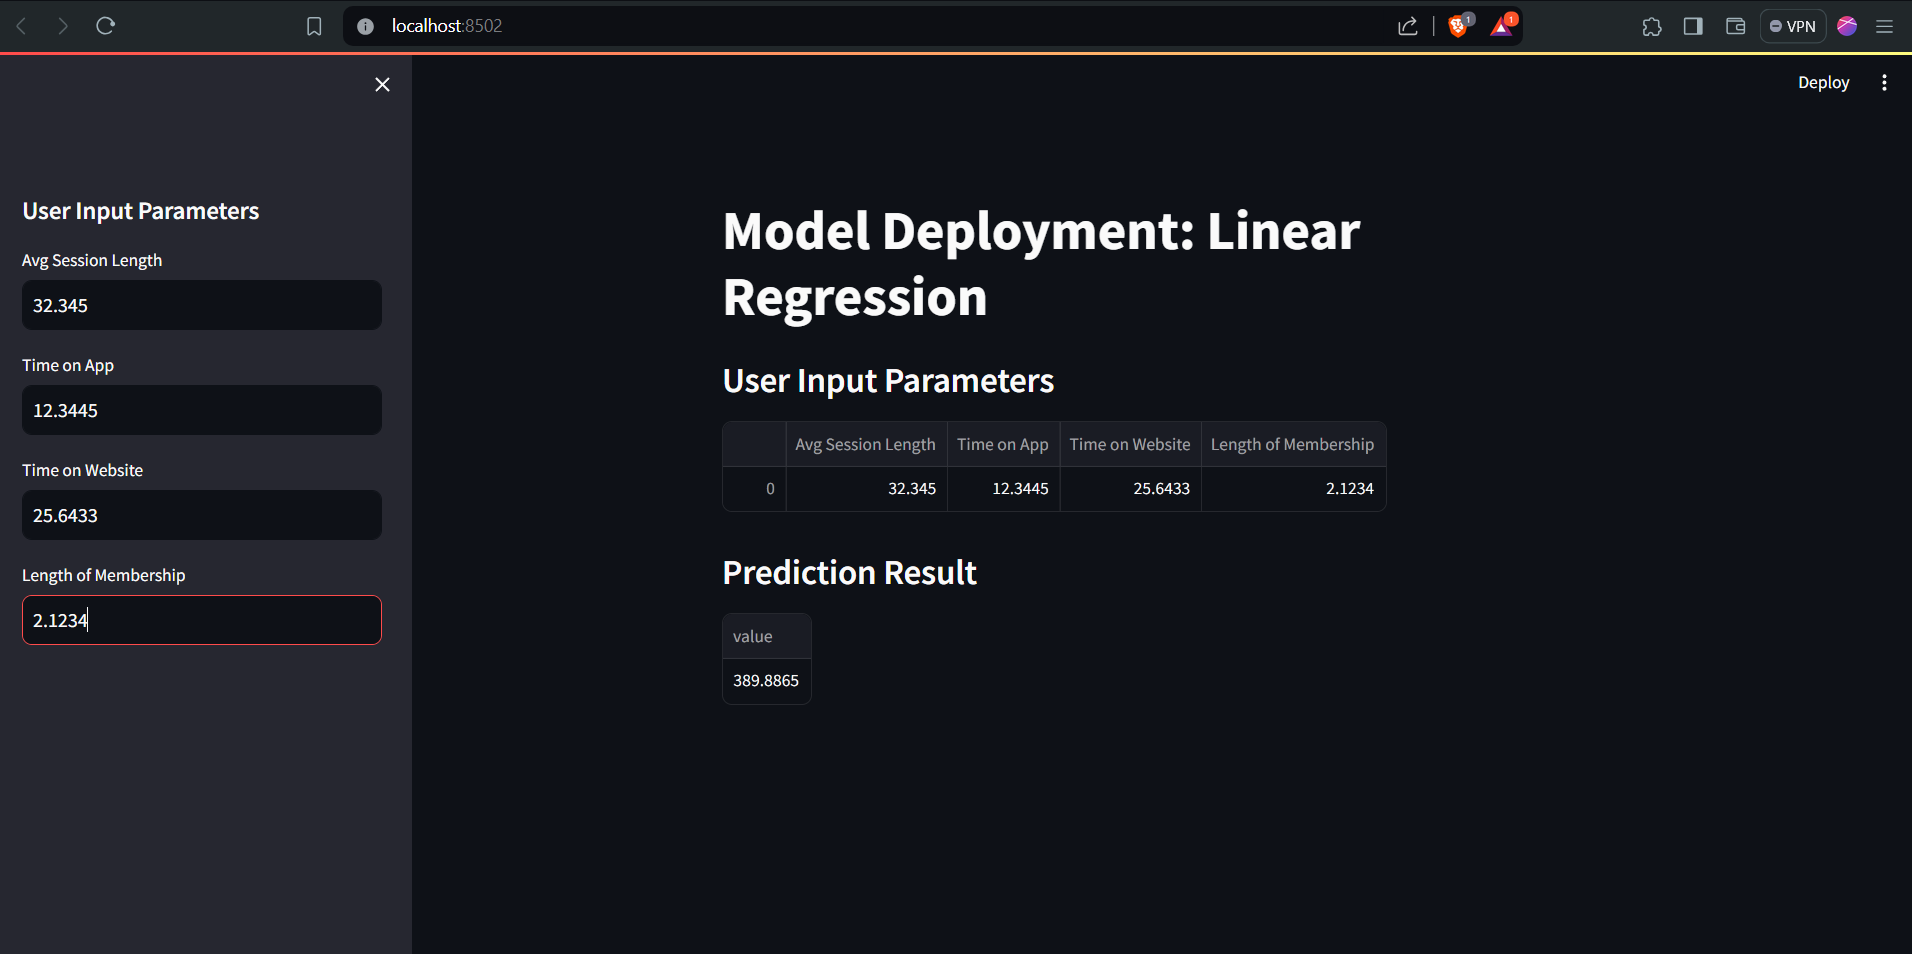 localhost:8502
1
1
VPN
Deploy
User Input Parameters
Avg Session Length
32.345
Time on App
12.3445
Time on Website
25.6433
Length of Membership
2.1234
Model Deployment: Linear
Regression
User Input Parameters
Avg Session Length Time on App Time on Website Length of Membership
0 32.345 12.3445 25.6433 2.1234
Prediction Result
value
389.8865